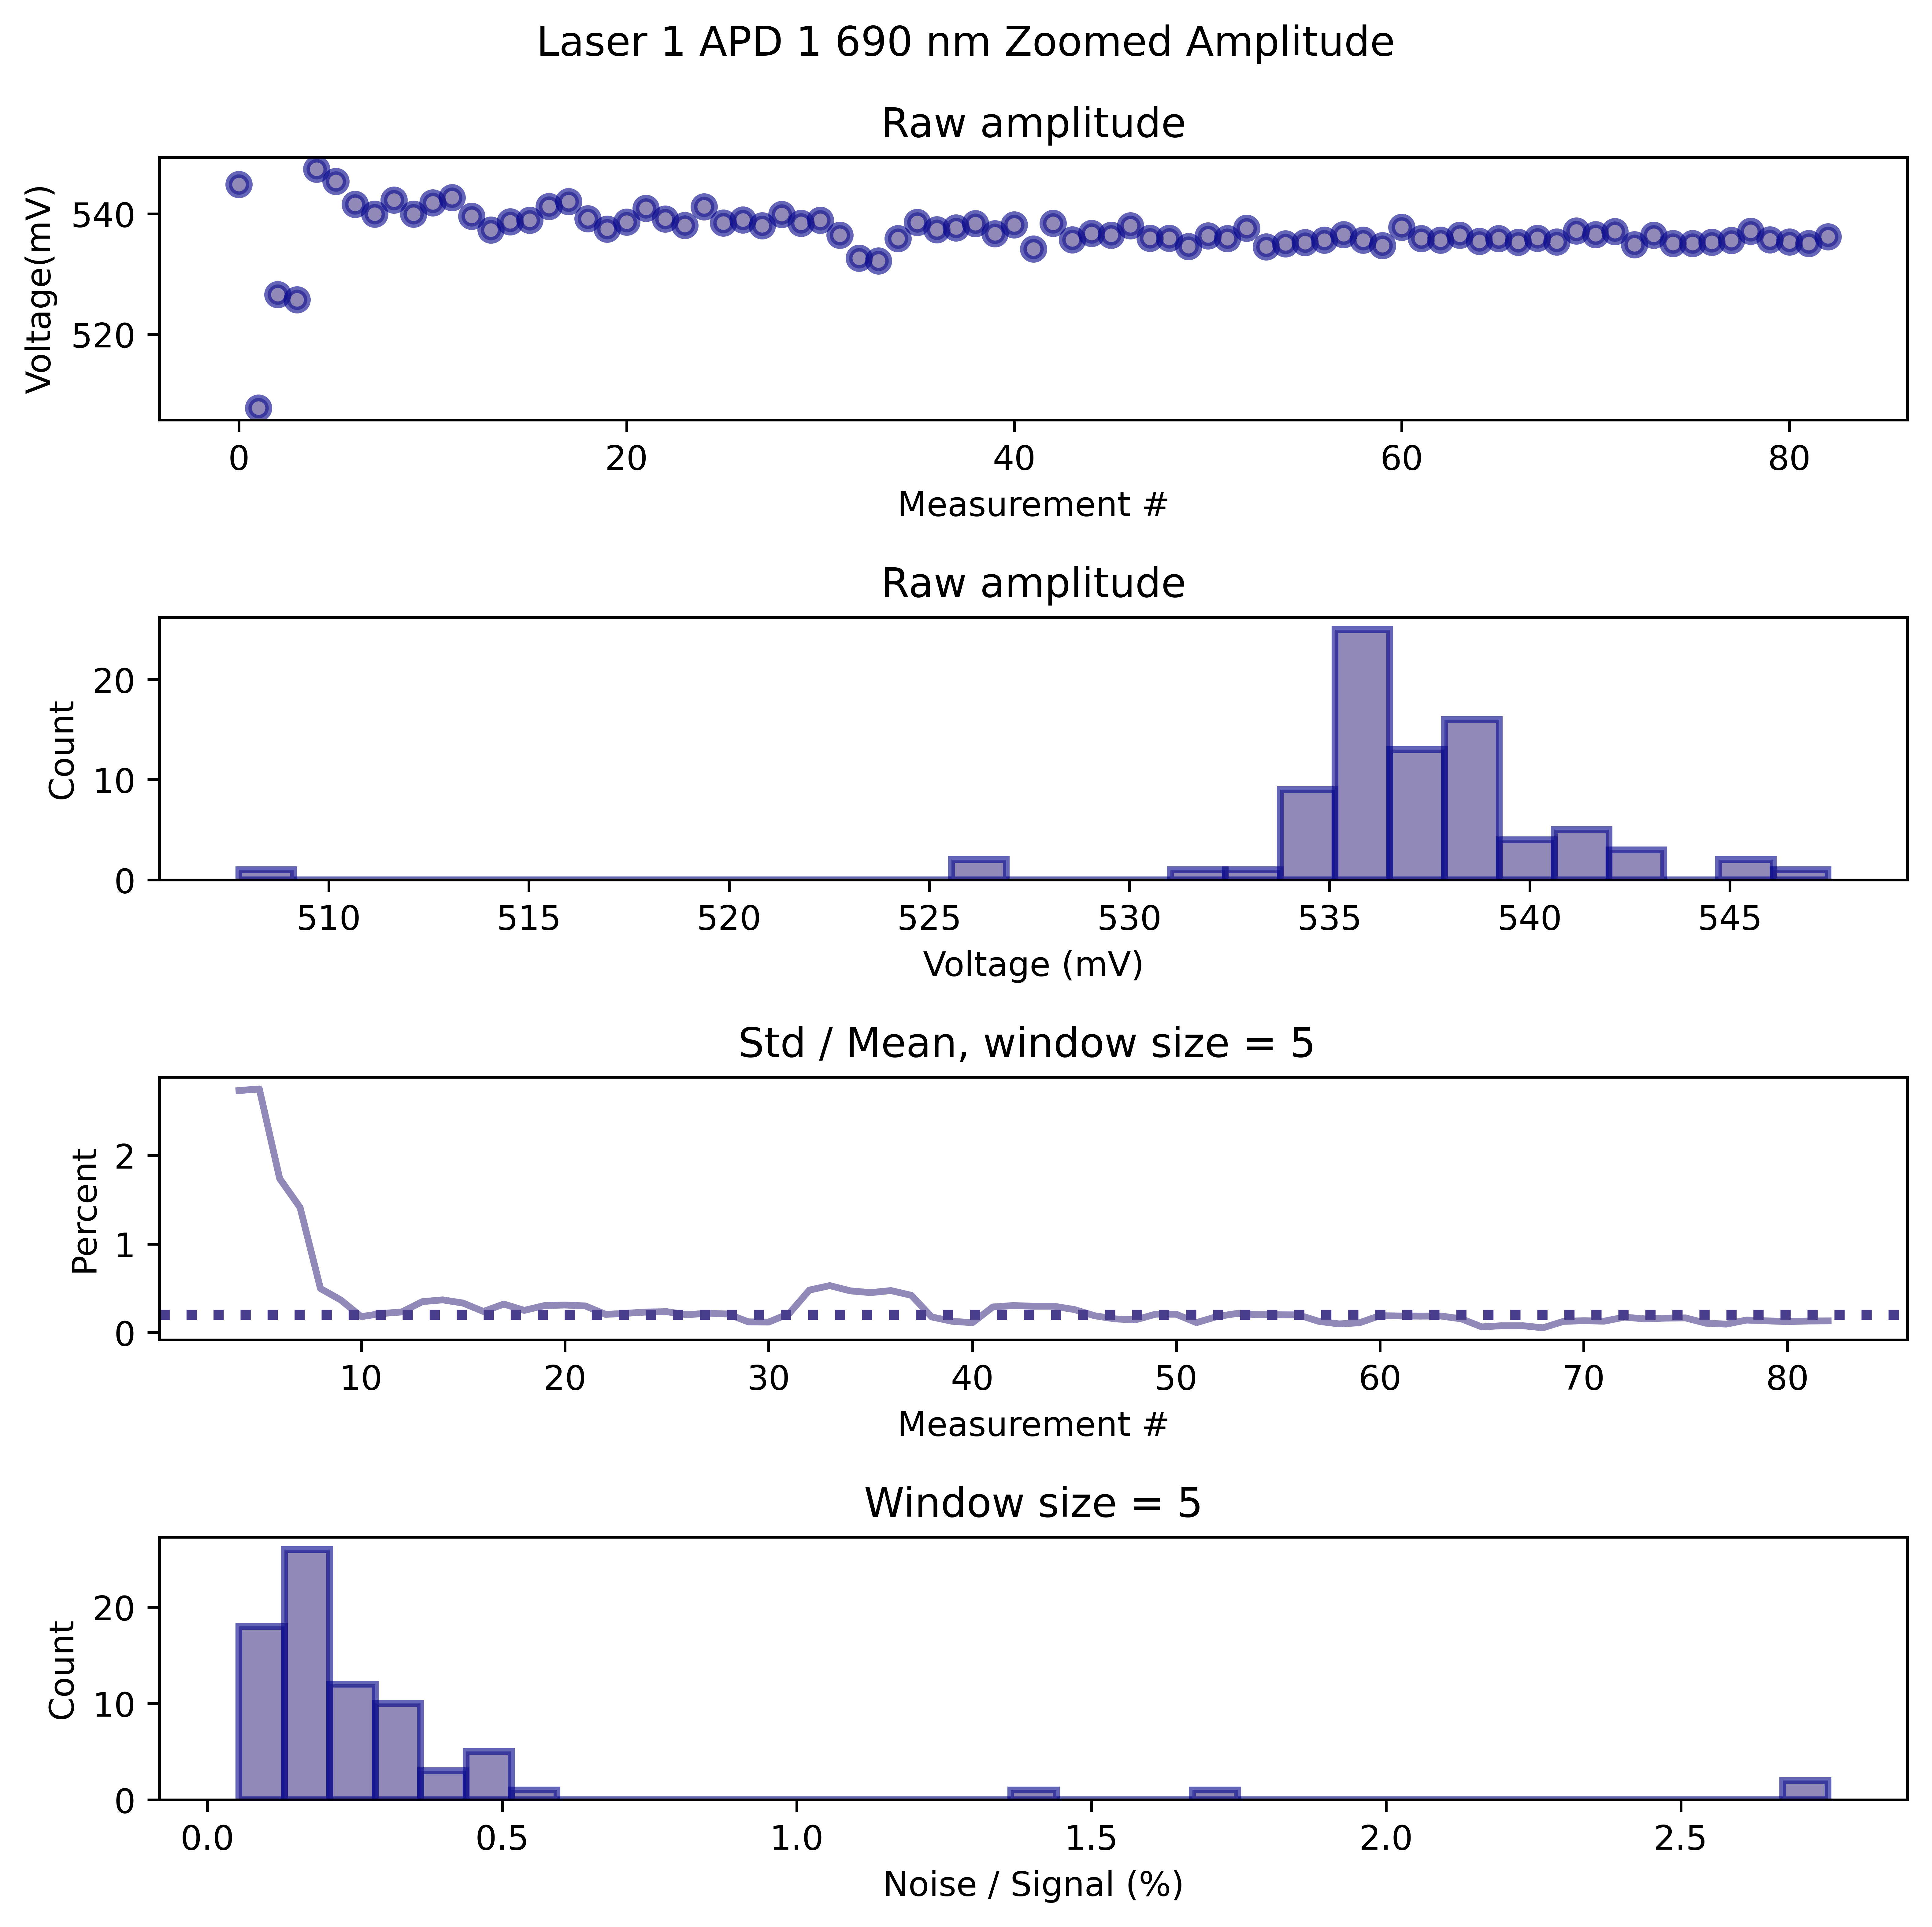 Laser 1 APD 1 690 nm Zoomed Amplitude
Raw amplitude
Voltage(mV)
540
520
0 20 40 60 80
Measurement #
Raw amplitude
Count
20
10
0
510 515 520 525 530 535 540 545
Voltage (mV)
Std / Mean, window size = 5
Percent
2
1
0
10 20 30 40 50 60 70 80
Measurement #
Window size = 5
Count
20
10
0
0.0 0.5 1.0 1.5 2.0 2.5
Noise / Signal (%)